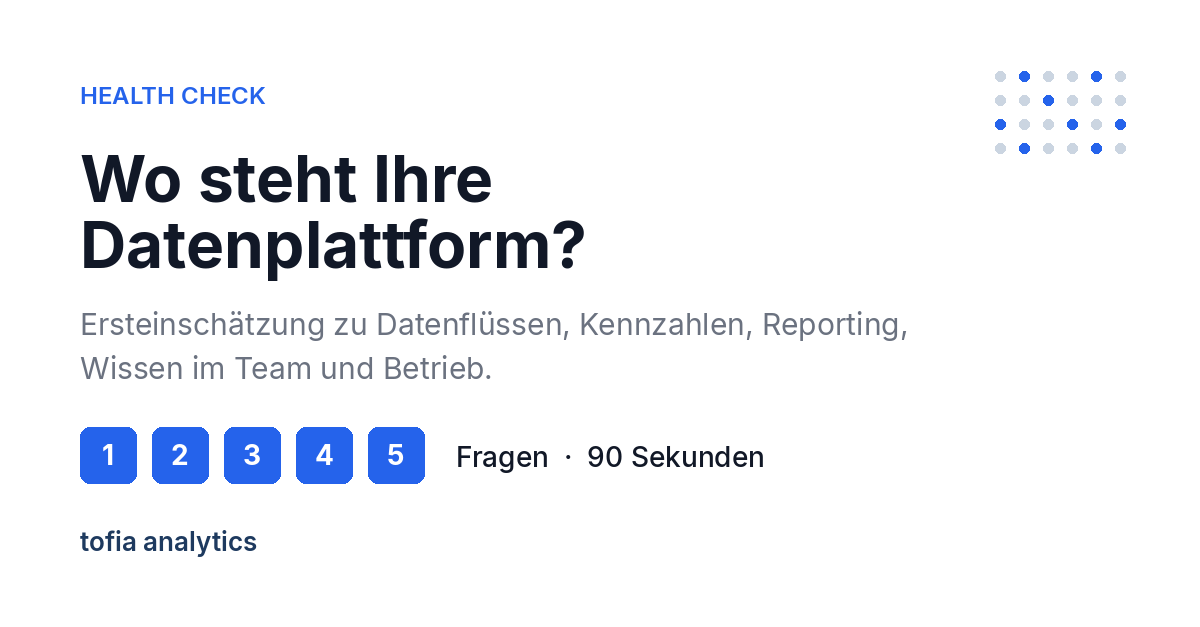 HEALTH CHECK
Wo steht Ihre
Datenplattform?
Ersteinschätzung zu Datenflüssen, Kennzahlen, Reporting,
Wissen im Team und Betrieb.
1 2 3 4 5 Fragen · 90 Sekunden
tofia analytics